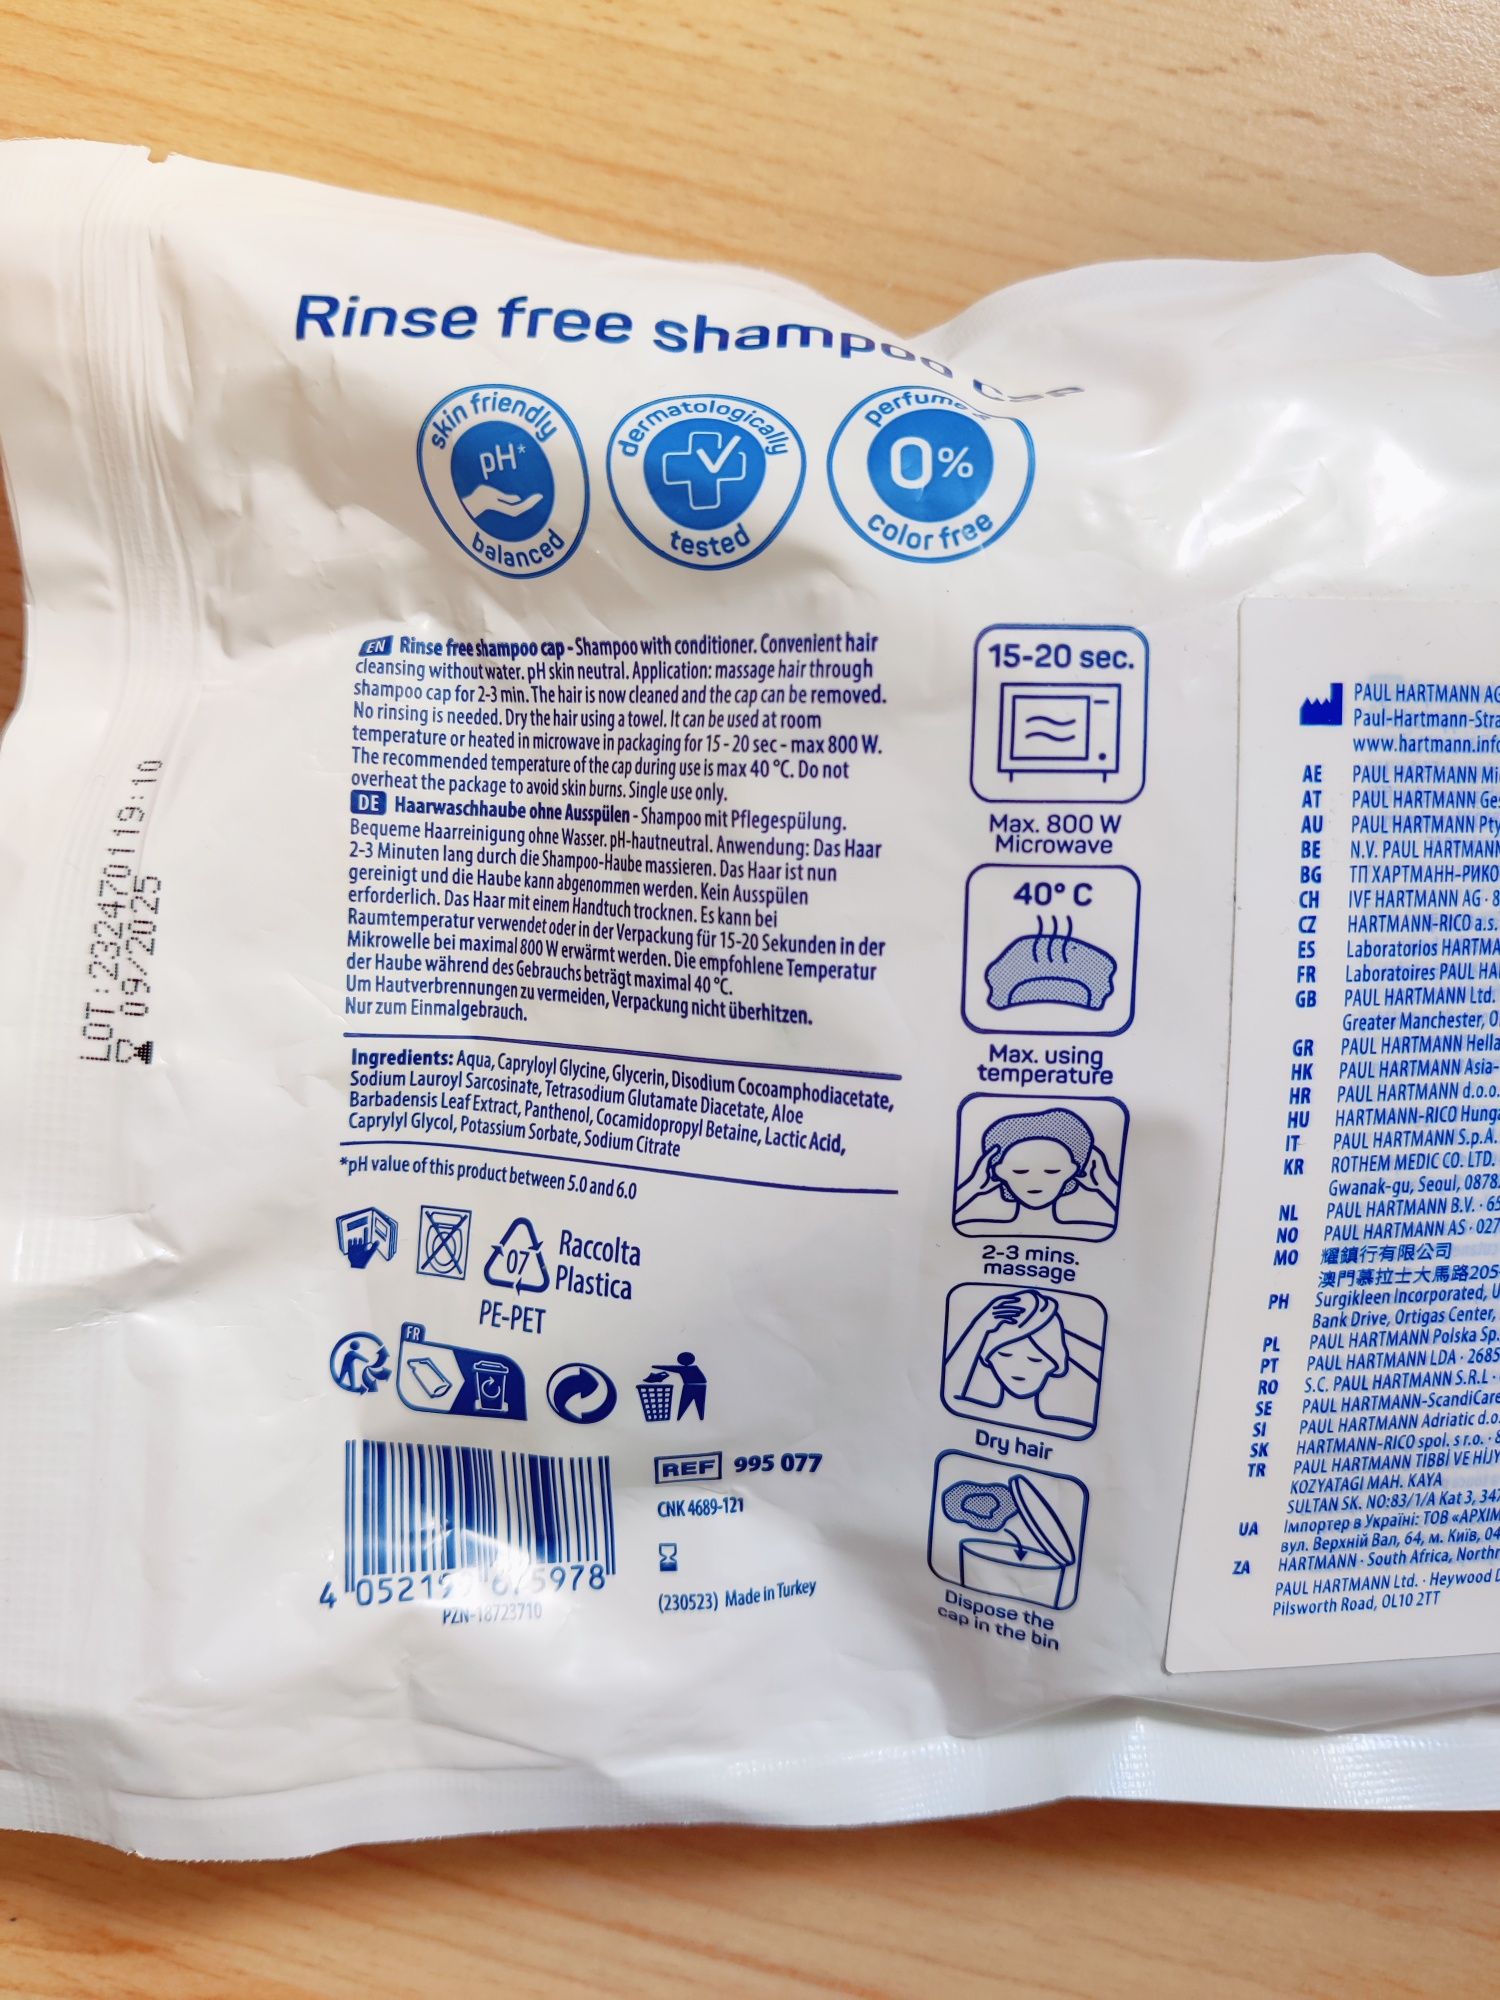 Rinse free shampoo cap
skin friendly
pH*
balanced
dermatologically
tested
perfume &
0%
color free
EN Rinse free shampoo cap - Shampoo with conditioner. Convenient hair
cleansing without water. pH skin neutral. Application: massage hair through
shampoo cap for 2-3 min. The hair is now cleaned and the cap can be removed.
No rinsing is needed. Dry the hair using a towel. It can be used at room
temperature or heated in microwave in packaging for 15 - 20 sec - max 800 W.
The recommended temperature of the cap during use is max 40 °C. Do not
overheat the package to avoid skin burns. Single use only.
DE Haarwaschhaube ohne Ausspülen - Shampoo mit Pflegespülung.
Bequeme Haarreinigung ohne Wasser. pH-hautneutral. Anwendung: Das Haar
2-3 Minuten lang durch die Shampoo-Haube massieren. Das Haar ist nun
gereinigt und die Haube kann abgenommen werden. Kein Ausspülen
erforderlich. Das Haar mit einem Handtuch trocknen. Es kann bei
Raumtemperatur verwendet oder in der Verpackung für 15-20 Sekunden in der
Mikrowelle bei maximal 800 W erwärmt werden. Die empfohlene Temperatur
der Haube während des Gebrauchs beträgt maximal 40 °C.
Um Hautverbrennungen zu vermeiden, Verpackung nicht überhitzen.
Nur zum Einmalgebrauch.
Ingredients: Aqua, Capryloyl Glycine, Glycerin, Disodium Cocoamphodiacetate,
Sodium Lauroyl Sarcosinate, Tetrasodium Glutamate Diacetate, Aloe
Barbadensis Leaf Extract, Panthenol, Cocamidopropyl Betaine, Lactic Acid,
Caprylyl Glycol, Potassium Sorbate, Sodium Citrate
*pH value of this product between 5.0 and 6.0
07
Raccolta
Plastica
PE-PET
FR
4 05219 5978
PZN-18723710
REF 995 077
CNK 4689-121
(230523) Made in Turkey
LOT:232470119:10
09/2025
15-20 sec.
Max. 800 W
Microwave
40° C
Max. using
temperature
2-3 mins.
massage
Dry hair
Dispose the
cap in the bin
PAUL HARTMANN AG
Paul-Hartmann-Stra
www.hartmann.info
AE PAUL HARTMANN Mi
AT PAUL HARTMANN Ges
AU PAUL HARTMANN Pty
BE N.V. PAUL HARTMANN
BG ТП ХАРТМАНН-РИКО
CH IVF HARTMANN AG · 8
CZ HARTMANN-RICO a.s.
ES Laboratorios HARTMA
FR Laboratoires PAUL HA
GB PAUL HARTMANN Ltd.
Greater Manchester, O
GR PAUL HARTMANN Hella
HK PAUL HARTMANN Asia-
HR PAUL HARTMANN d.o.o.
HU HARTMANN-RICO Hunga
IT PAUL HARTMANN S.p.A.
KR ROTHEM MEDIC CO. LTD.
Gwanak-gu, Seoul, 0878
NL PAUL HARTMANN B.V. · 65
NO PAUL HARTMANN AS · 027
MO 耀鎮行有限公司
澳門慕拉士大馬路205
PH Surgikleen Incorporated, U
Bank Drive, Ortigas Center,
PL PAUL HARTMANN Polska Sp.
PT PAUL HARTMANN LDA · 2685
RO S.C. PAUL HARTMANN S.R.L ·
SE PAUL HARTMANN-ScandiCare
SI PAUL HARTMANN Adriatic d.o.
SK HARTMANN-RICO spol. s r.o. · 8
TR PAUL HARTMANN TIBBİ VE HİJY
KOZYATAGI MAH. KAYA
SULTAN SK. NO:83/1/A Kat 3, 347
UA Імпортер в Україні: ТОВ «АРХІМ
вул. Верхній Вал, 64, м. Київ, 04
ZA HARTMANN · South Africa, Northr
PAUL HARTMANN Ltd. · Heywood D
Pilsworth Road, OL10 2TT